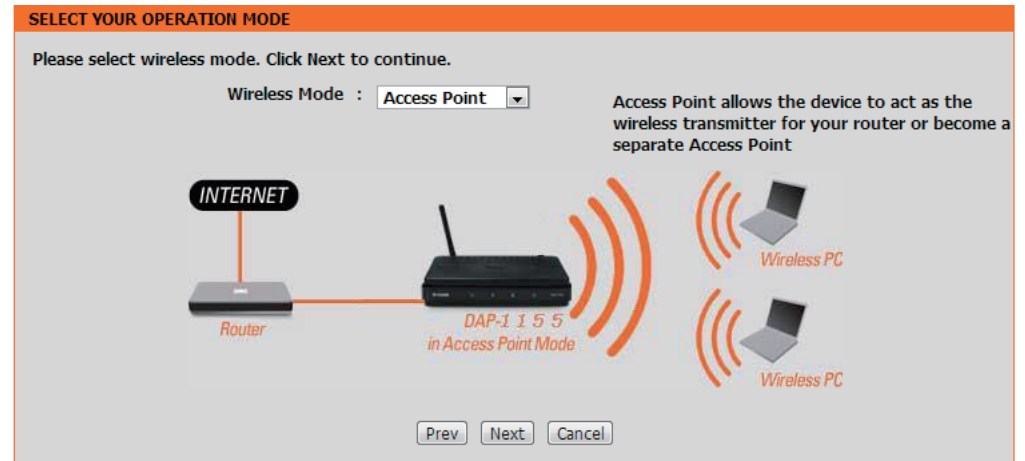 SELECT YOUR OPERATION MODE
Please select wireless mode. Click Next to continue.
Wireless Mode : Access Point
Access Point allows the device to act as the
wireless transmitter for your router or become a
separate Access Point
INTERNET
Wireless PC
Router
DAP-1 1 5 5
in Access Point Mode
Wireless PC
Prev Next Cancel